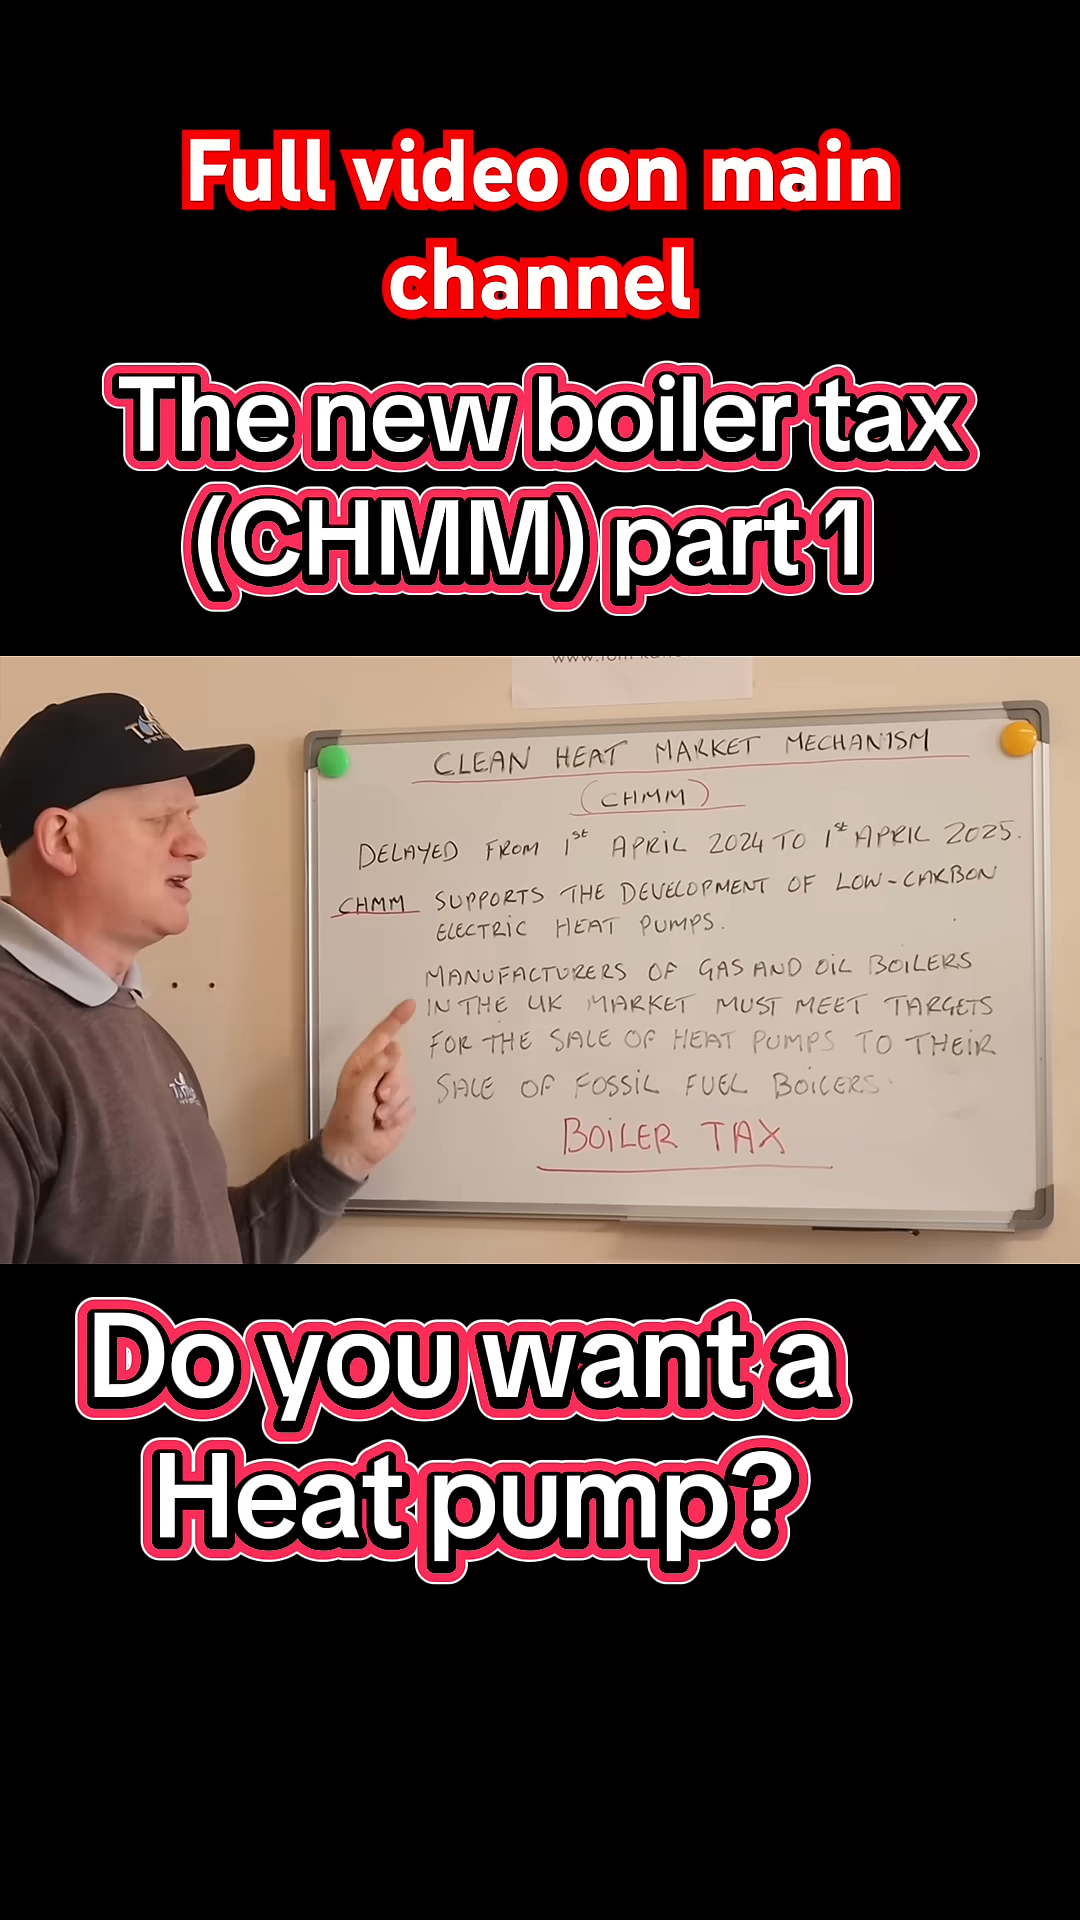 Full video on main
channel
The new boiler tax
(CHMM) part 1
CLEAN HEAT MARKET MECHANISM
(CHMM)
DELAYED FROM 1st APRIL 2024 TO 1st APRIL 2025.
CHMM SUPPORTS THE DEVELOPMENT OF LOW-CARBON
ELECTRIC HEAT PUMPS.
MANUFACTURERS OF GAS AND OIL BOILERS
IN THE UK MARKET MUST MEET TARGETS
FOR THE SALE OF HEAT PUMPS TO THEIR
SALE OF FOSSIL FUEL BOILERS.
BOILER TAX
Do you want a
Heat pump?